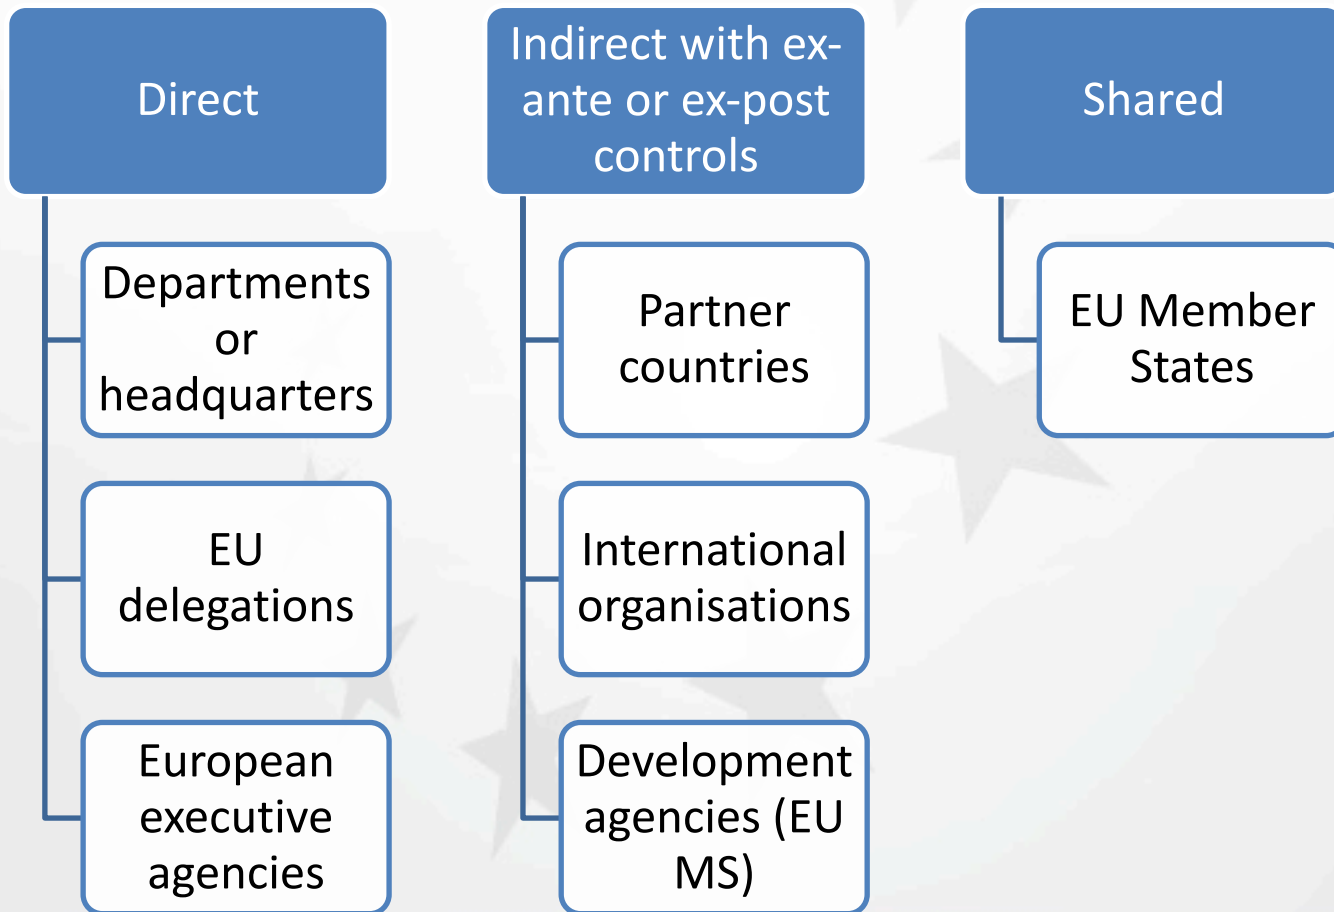 Direct
Departments
or
headquarters
EU
delegations
European
executive
agencies
Indirect with ex-
ante or ex-post
controls
Partner
countries
International
organisations
Development
agencies (EU
MS)
Shared
EU Member
States